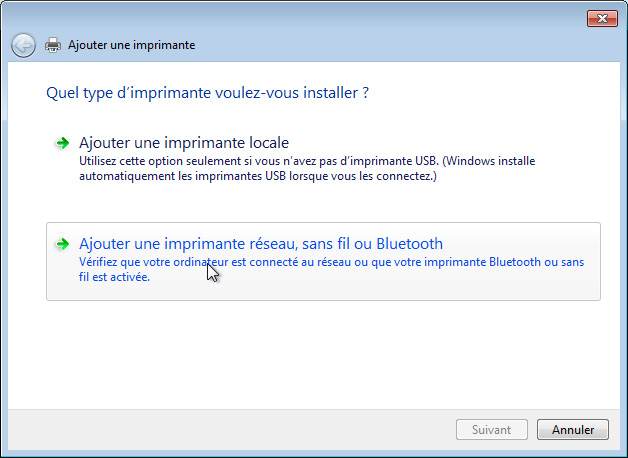 Ajouter une imprimante
Quel type d’imprimante voulez-vous installer ?
Ajouter une imprimante locale
Utilisez cette option seulement si vous n’avez pas d’imprimante USB. (Windows installe
automatiquement les imprimantes USB lorsque vous les connectez.)
Ajouter une imprimante réseau, sans fil ou Bluetooth
Vérifiez que votre ordinateur est connecté au réseau ou que votre imprimante Bluetooth ou sans
fil est activée.
Suivant
Annuler